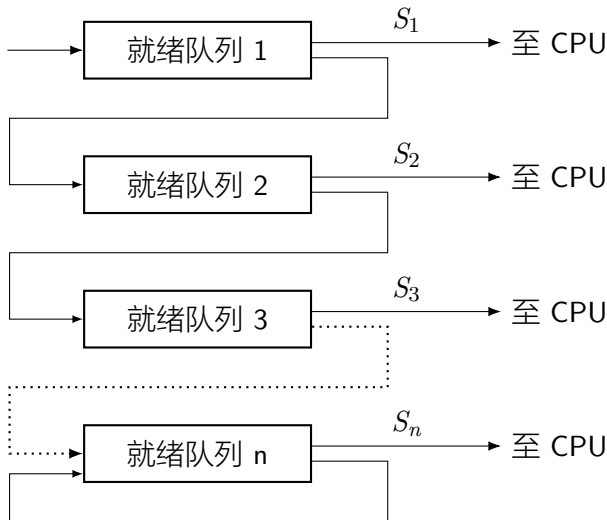 就绪队列 1
S₁
至 CPU
就绪队列 2
S₂
至 CPU
就绪队列 3
S₃
至 CPU
就绪队列 n
Sₙ
至 CPU